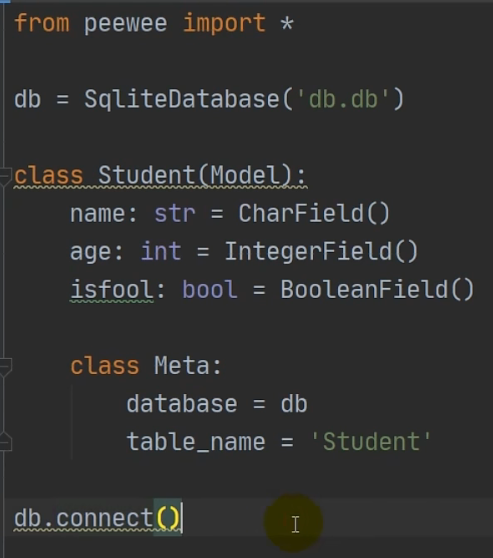 from peewee import *
db = SqliteDatabase('db.db')
class Student(Model):
name: str = CharField()
age: int = IntegerField()
isfool: bool = BooleanField()
class Meta:
database = db
table_name = 'Student'
db.connect()